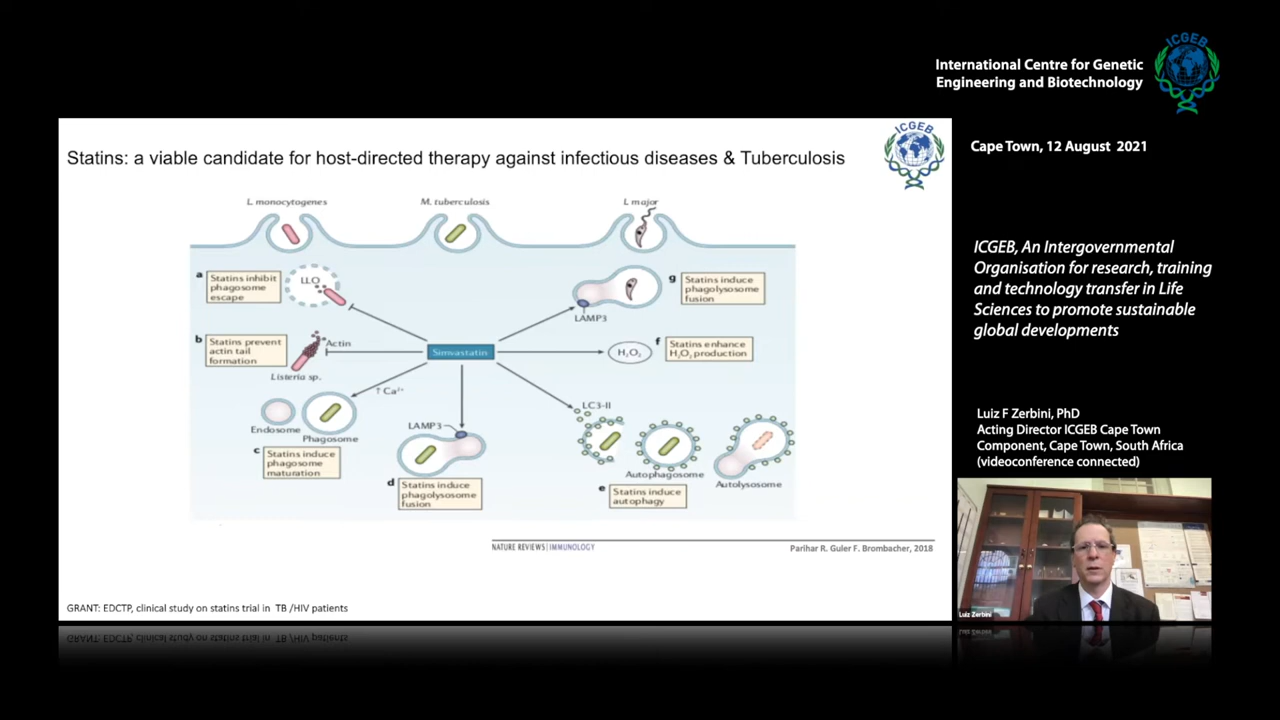 International Centre for Genetic
Engineering and Biotechnology
ICGEB
Cape Town, 12 August 2021
ICGEB, An Intergovernmental
Organisation for research, training
and technology transfer in Life
Sciences to promote sustainable
global developments
Luiz F Zerbini, PhD
Acting Director ICGEB Cape Town
Component, Cape Town, South Africa
(videoconference connected)
Luiz Zerbini
ICGEB
Statins: a viable candidate for host-directed therapy against infectious diseases & Tuberculosis
L monocytogenes
M. tuberculosis
L major
a
Statins inhibit
phagosome
escape
LLO
g
Statins induce
phagolysosome
fusion
LAMP3
b
Statins prevent
actin tail
formation
Actin
Listeria sp.
Simvastatin
H₂O₂
f
Statins enhance
H₂O₂ production
↑ Ca²⁺
Endosome
Phagosome
c
Statins induce
phagosome
maturation
LAMP3
d
Statins induce
phagolysosome
fusion
LC3-II
Autophagosome
Autolysosome
e
Statins induce
autophagy
NATURE REVIEWS | IMMUNOLOGY
Parihar R. Guler F. Brombacher, 2018
GRANT: EDCTP, clinical study on statins trial in TB /HIV patients